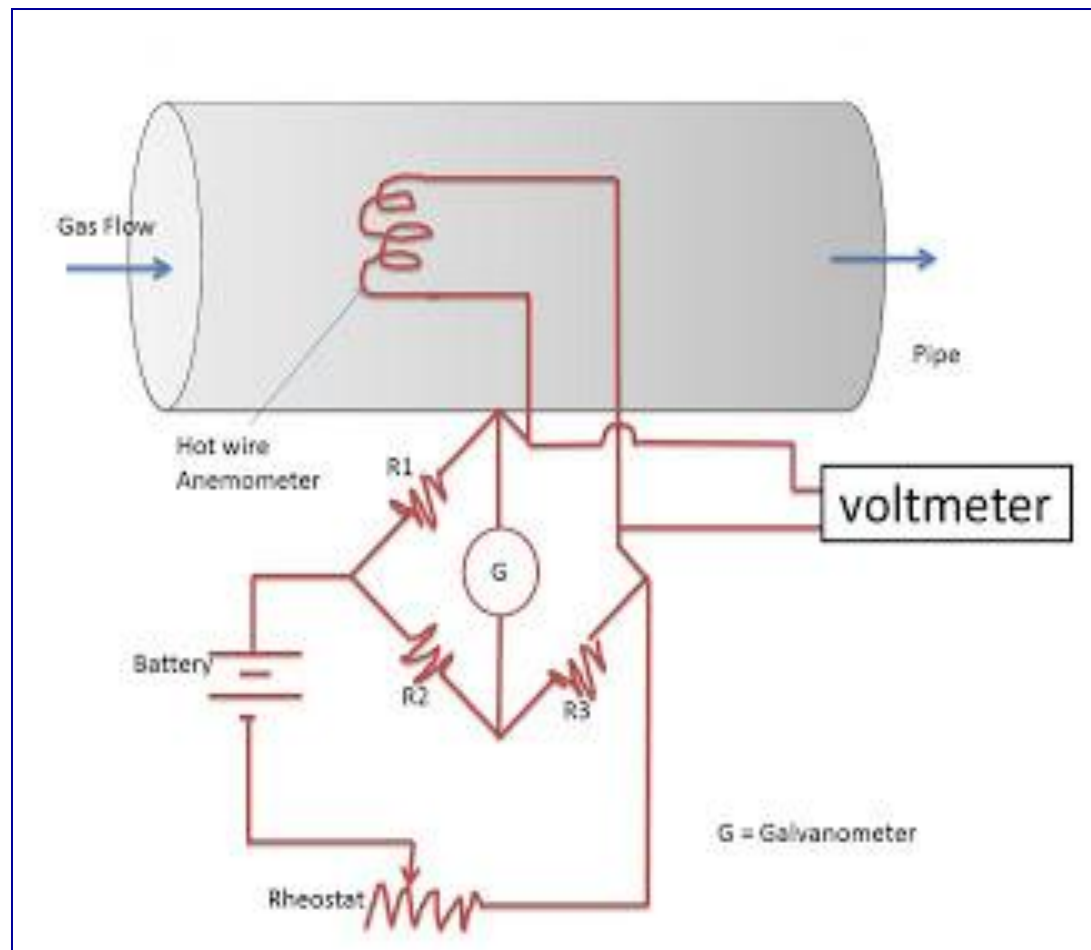 Gas Flow
Pipe
Hot wire
Anemometer
R1
voltmeter
G
Battery
R2
R3
G = Galvanometer
Rheostat